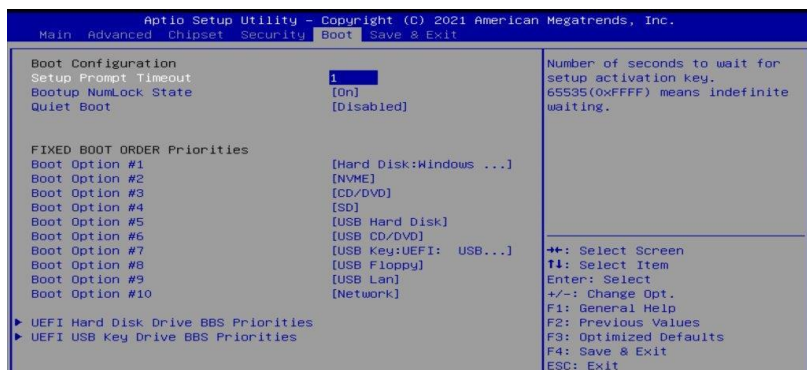 Aptio Setup Utility – Copyright (C) 2021 American Megatrends, Inc.
Main Advanced Chipset Security Boot Save & Exit
Boot Configuration
Setup Prompt Timeout 1
Bootup NumLock State [On]
Quiet Boot [Disabled]
FIXED BOOT ORDER Priorities
Boot Option #1 [Hard Disk:Windows ...]
Boot Option #2 [NVME]
Boot Option #3 [CD/DVD]
Boot Option #4 [SD]
Boot Option #5 [USB Hard Disk]
Boot Option #6 [USB CD/DVD]
Boot Option #7 [USB Key:UEFI: USB...]
Boot Option #8 [USB Floppy]
Boot Option #9 [USB Lan]
Boot Option #10 [Network]
▶ UEFI Hard Disk Drive BBS Priorities
▶ UEFI USB Key Drive BBS Priorities
Number of seconds to wait for
setup activation key.
65535(0xFFFF) means indefinite
waiting.
→←: Select Screen
↑↓: Select Item
Enter: Select
+/-: Change Opt.
F1: General Help
F2: Previous Values
F3: Optimized Defaults
F4: Save & Exit
ESC: Exit